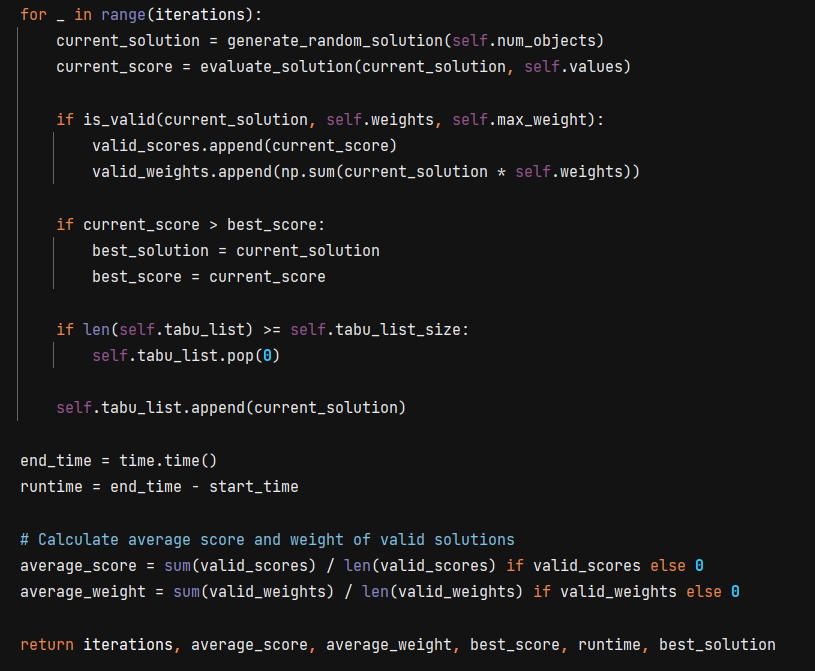 for _ in range(iterations):
    current_solution = generate_random_solution(self.num_objects)
    current_score = evaluate_solution(current_solution, self.values)

    if is_valid(current_solution, self.weights, self.max_weight):
        valid_scores.append(current_score)
        valid_weights.append(np.sum(current_solution * self.weights))

    if current_score > best_score:
        best_solution = current_solution
        best_score = current_score

    if len(self.tabu_list) >= self.tabu_list_size:
        self.tabu_list.pop(0)

    self.tabu_list.append(current_solution)

end_time = time.time()
runtime = end_time - start_time

# Calculate average score and weight of valid solutions
average_score = sum(valid_scores) / len(valid_scores) if valid_scores else 0
average_weight = sum(valid_weights) / len(valid_weights) if valid_weights else 0

return iterations, average_score, average_weight, best_score, runtime, best_solution